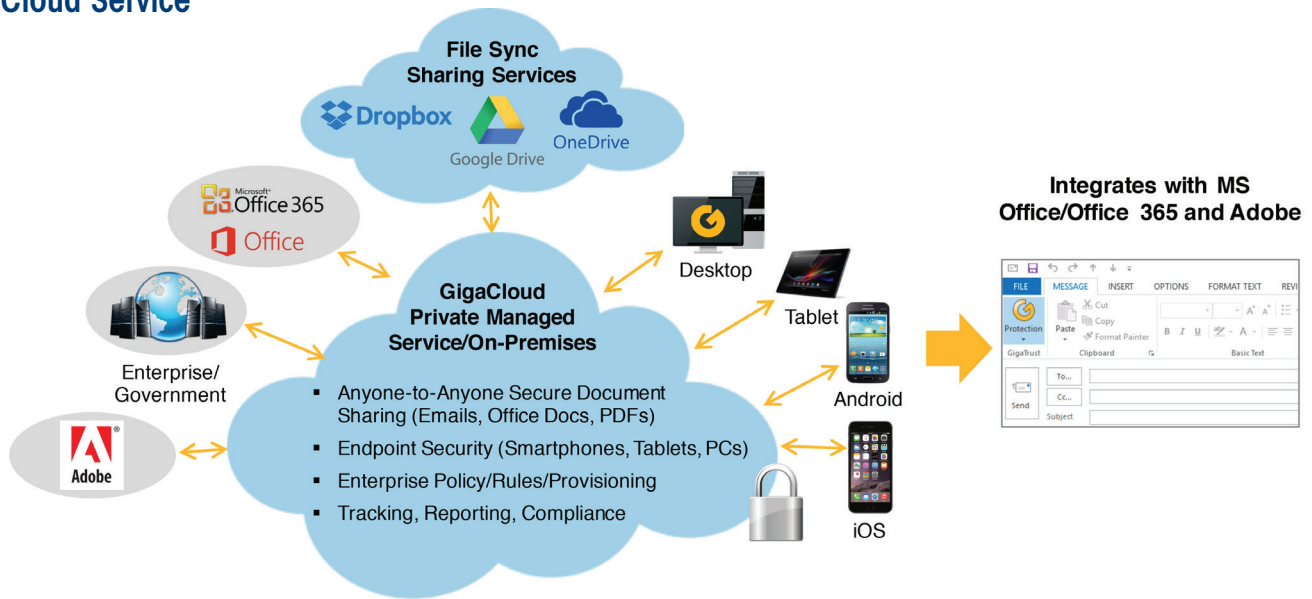 Cloud Service
File Sync
Sharing Services
Dropbox
Google Drive
OneDrive
Microsoft®
Office 365
Office
Enterprise/
Government
Adobe
GigaCloud
Private Managed
Service/On-Premises
▪ Anyone-to-Anyone Secure Document
Sharing (Emails, Office Docs, PDFs)
▪ Endpoint Security (Smartphones, Tablets, PCs)
▪ Enterprise Policy/Rules/Provisioning
▪ Tracking, Reporting, Compliance
Desktop
Tablet
Android
iOS
Integrates with MS
Office/Office 365 and Adobe
FILE MESSAGE INSERT OPTIONS FORMAT TEXT REVI
Protection
Paste
Cut
Copy
Format Painter
B I U A
GigaTrust Clipboard Basic Text
Send
To...
Cc...
Subject